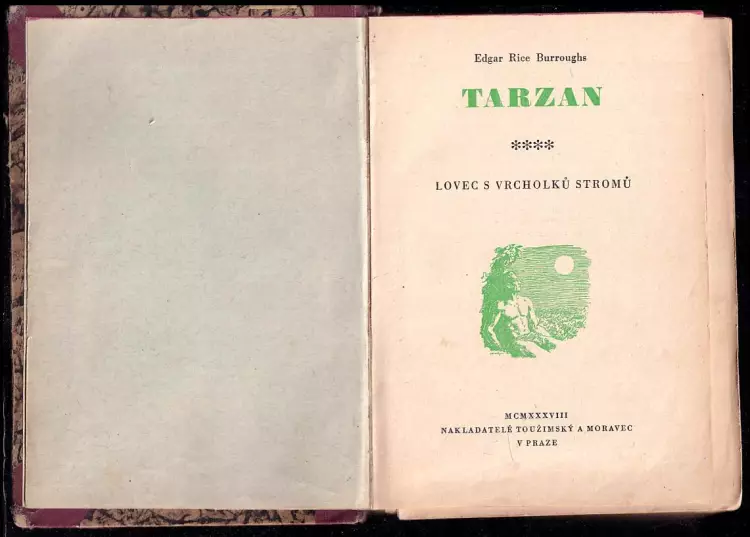 Edgar Rice Burroughs
TARZAN
****
LOVEC S VRCHOLKŮ STROMŮ
MCMXXXVIII
NAKLADATELÉ TOUŽIMSKÝ A MORAVEC
V PRAZE